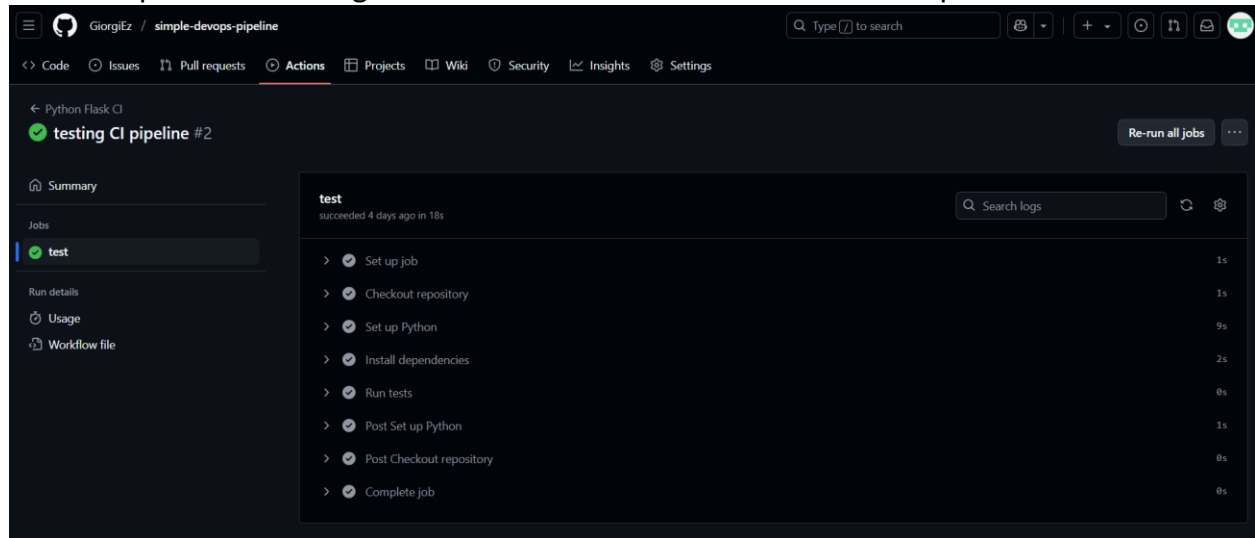 GiorgiEz / simple-devops-pipeline
Type / to search
Code Issues Pull requests Actions Projects Wiki Security Insights Settings
← Python Flask CI
testing CI pipeline #2
Re-run all jobs
Summary
test
succeeded 4 days ago in 18s
Search logs
Jobs
test
Run details
Usage
Workflow file
Set up job 1s
Checkout repository 1s
Set up Python 9s
Install dependencies 2s
Run tests 0s
Post Set up Python 1s
Post Checkout repository 0s
Complete job 0s